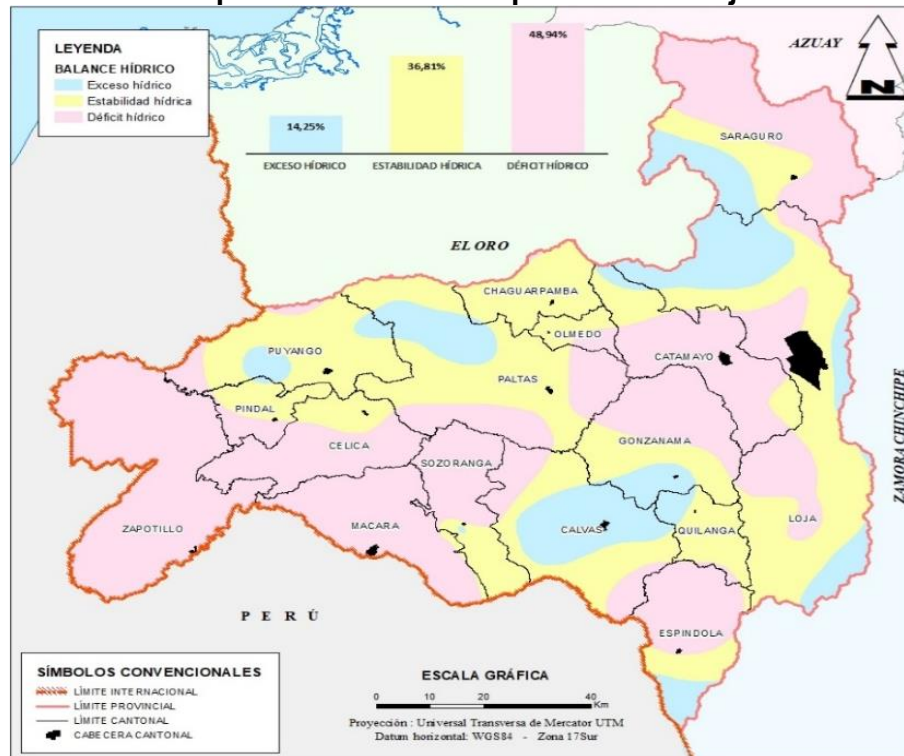 LEYENDA
BALANCE HÍDRICO
Exceso hídrico
Estabilidad hídrica
Déficit hídrico
14,25%
36,81%
48,94%
EXCESO HÍDRICO
ESTABILIDAD HÍDRICA
DÉFICIT HÍDRICO
AZUAY
N
SARAGURO
EL ORO
CHAGUARPAMBA
OLMEDO
PUYANGO
CATAMAYO
PALTAS
PINDAL
CELICA
GONZANAMA
SOZORANGA
ZAMORA CHINCHIPE
ZAPOTILLO
MACARA
CALVAS
QUILANGA
LOJA
PERÚ
ESPINDOLA
SÍMBOLOS CONVENCIONALES
LÍMITE INTERNACIONAL
LÍMITE PROVINCIAL
LÍMITE CANTONAL
CABECERA CANTONAL
ESCALA GRÁFICA
0 10 20 40
Km
Proyección : Universal Transversa de Mercator UTM
Datum horizontal: WGS84 - Zona 17Sur